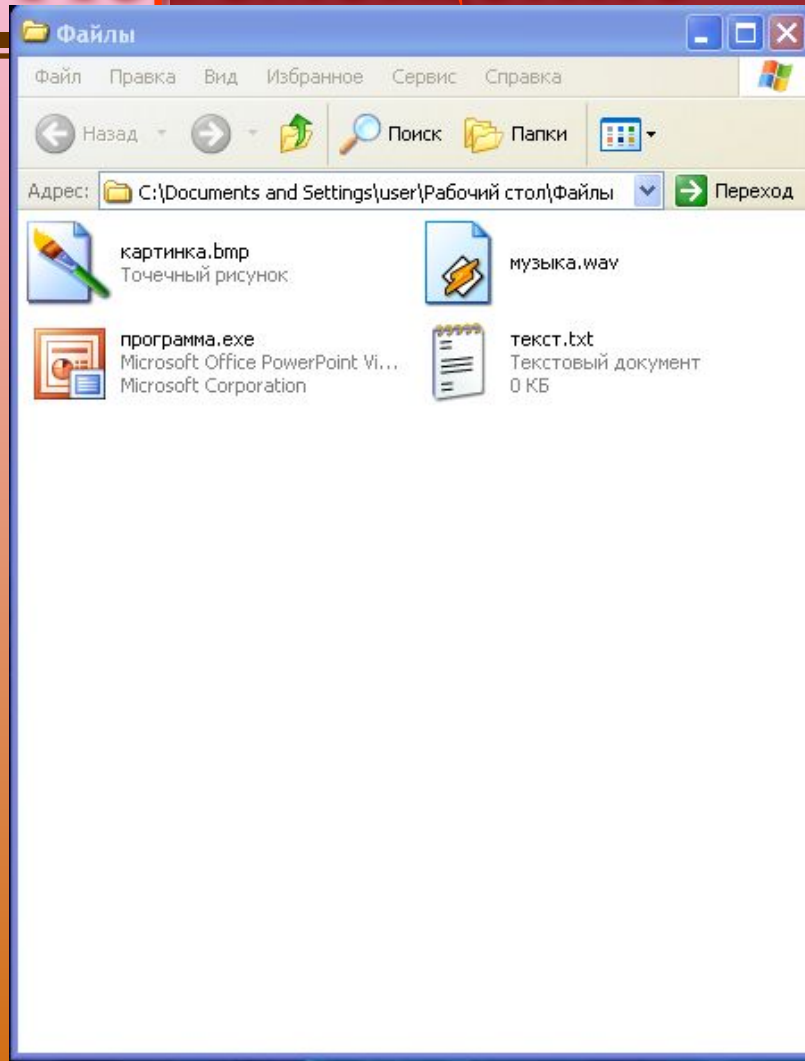 Файлы
Файл Правка Вид Избранное Сервис Справка
Назад Поиск Папки
Адрес: C:\Documents and Settings\user\Рабочий стол\Файлы Переход
картинка.bmp
Точечный рисунок
музыка.wav
программа.exe
Microsoft Office PowerPoint Vi...
Microsoft Corporation
текст.txt
Текстовый документ
0 КБ